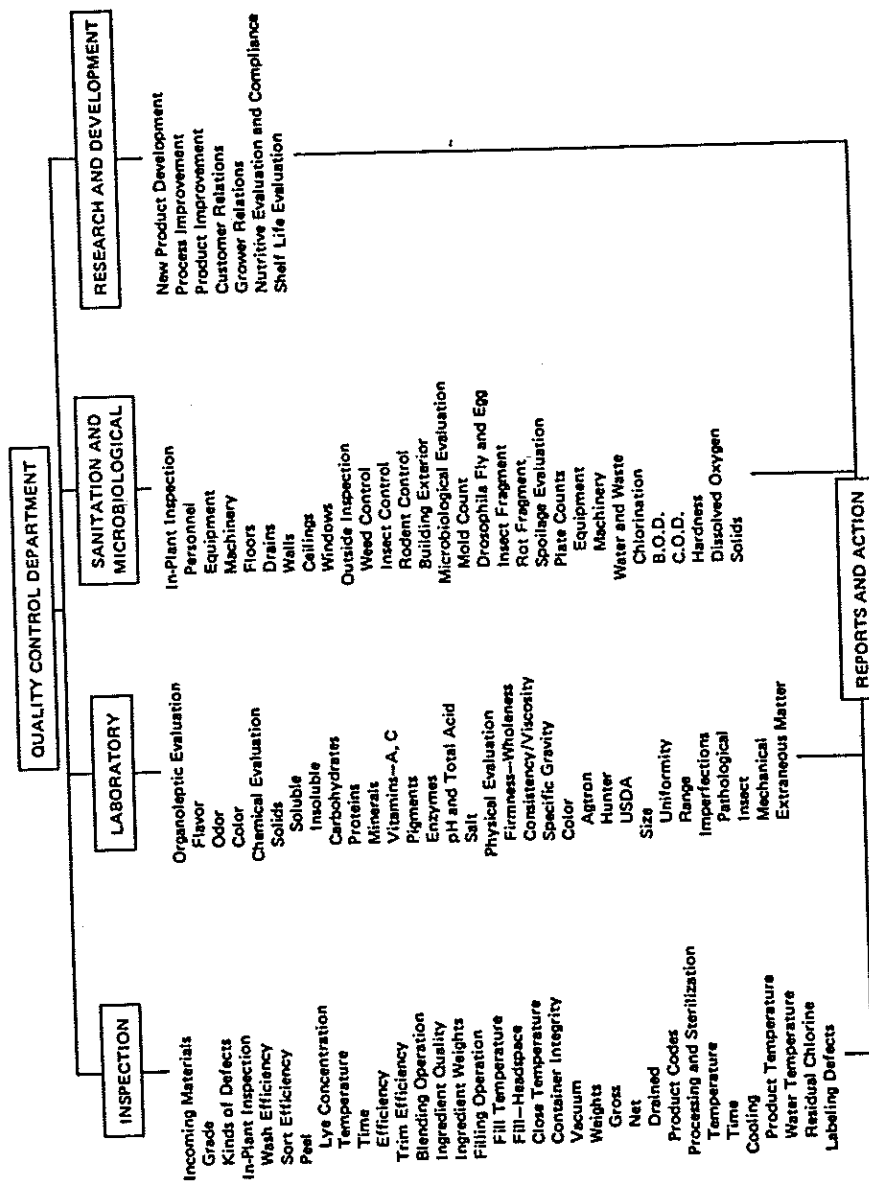 QUALITY CONTROL DEPARTMENT
INSPECTION
Incoming Materials
Grade
Kinds of Defects
In-Plant Inspection
Wash Efficiency
Sort Efficiency
Peel
Lye Concentration
Temperature
Time
Efficiency
Trim Efficiency
Blending Operation
Ingredient Quality
Ingredient Weights
Filling Operation
Fill Temperature
Fill—Headspace
Close Temperature
Container Integrity
Vacuum
Weights
Gross
Net
Drained
Product Codes
Processing and Sterilization
Temperature
Time
Cooling
Product Temperature
Water Temperature
Residual Chlorine
Labeling Defects
LABORATORY
Organoleptic Evaluation
Flavor
Odor
Color
Chemical Evaluation
Solids
Soluble
Insoluble
Carbohydrates
Proteins
Minerals
Vitamins—A, C
Pigments
Enzymes
pH and Total Acid
Salt
Physical Evaluation
Firmness—Wholeness
Consistency/Viscosity
Specific Gravity
Color
Agtron
Hunter
USDA
Size
Uniformity
Range
Imperfections
Pathological
Insect
Mechanical
Extraneous Matter
SANITATION AND
MICROBIOLOGICAL
In-Plant Inspection
Personnel
Equipment
Machinery
Floors
Drains
Walls
Ceilings
Windows
Outside Inspection
Weed Control
Insect Control
Rodent Control
Building Exterior
Microbiological Evaluation
Mold Count
Drosophila Fly and Egg
Insect Fragment
Rot Fragment
Spoilage Evaluation
Plate Counts
Equipment
Machinery
Water and Waste
Chlorination
B.O.D.
C.O.D.
Hardness
Dissolved Oxygen
Solids
RESEARCH AND DEVELOPMENT
New Product Development
Process Improvement
Product Improvement
Customer Relations
Grower Relations
Nutritive Evaluation and Compliance
Shelf Life Evaluation
REPORTS AND ACTION